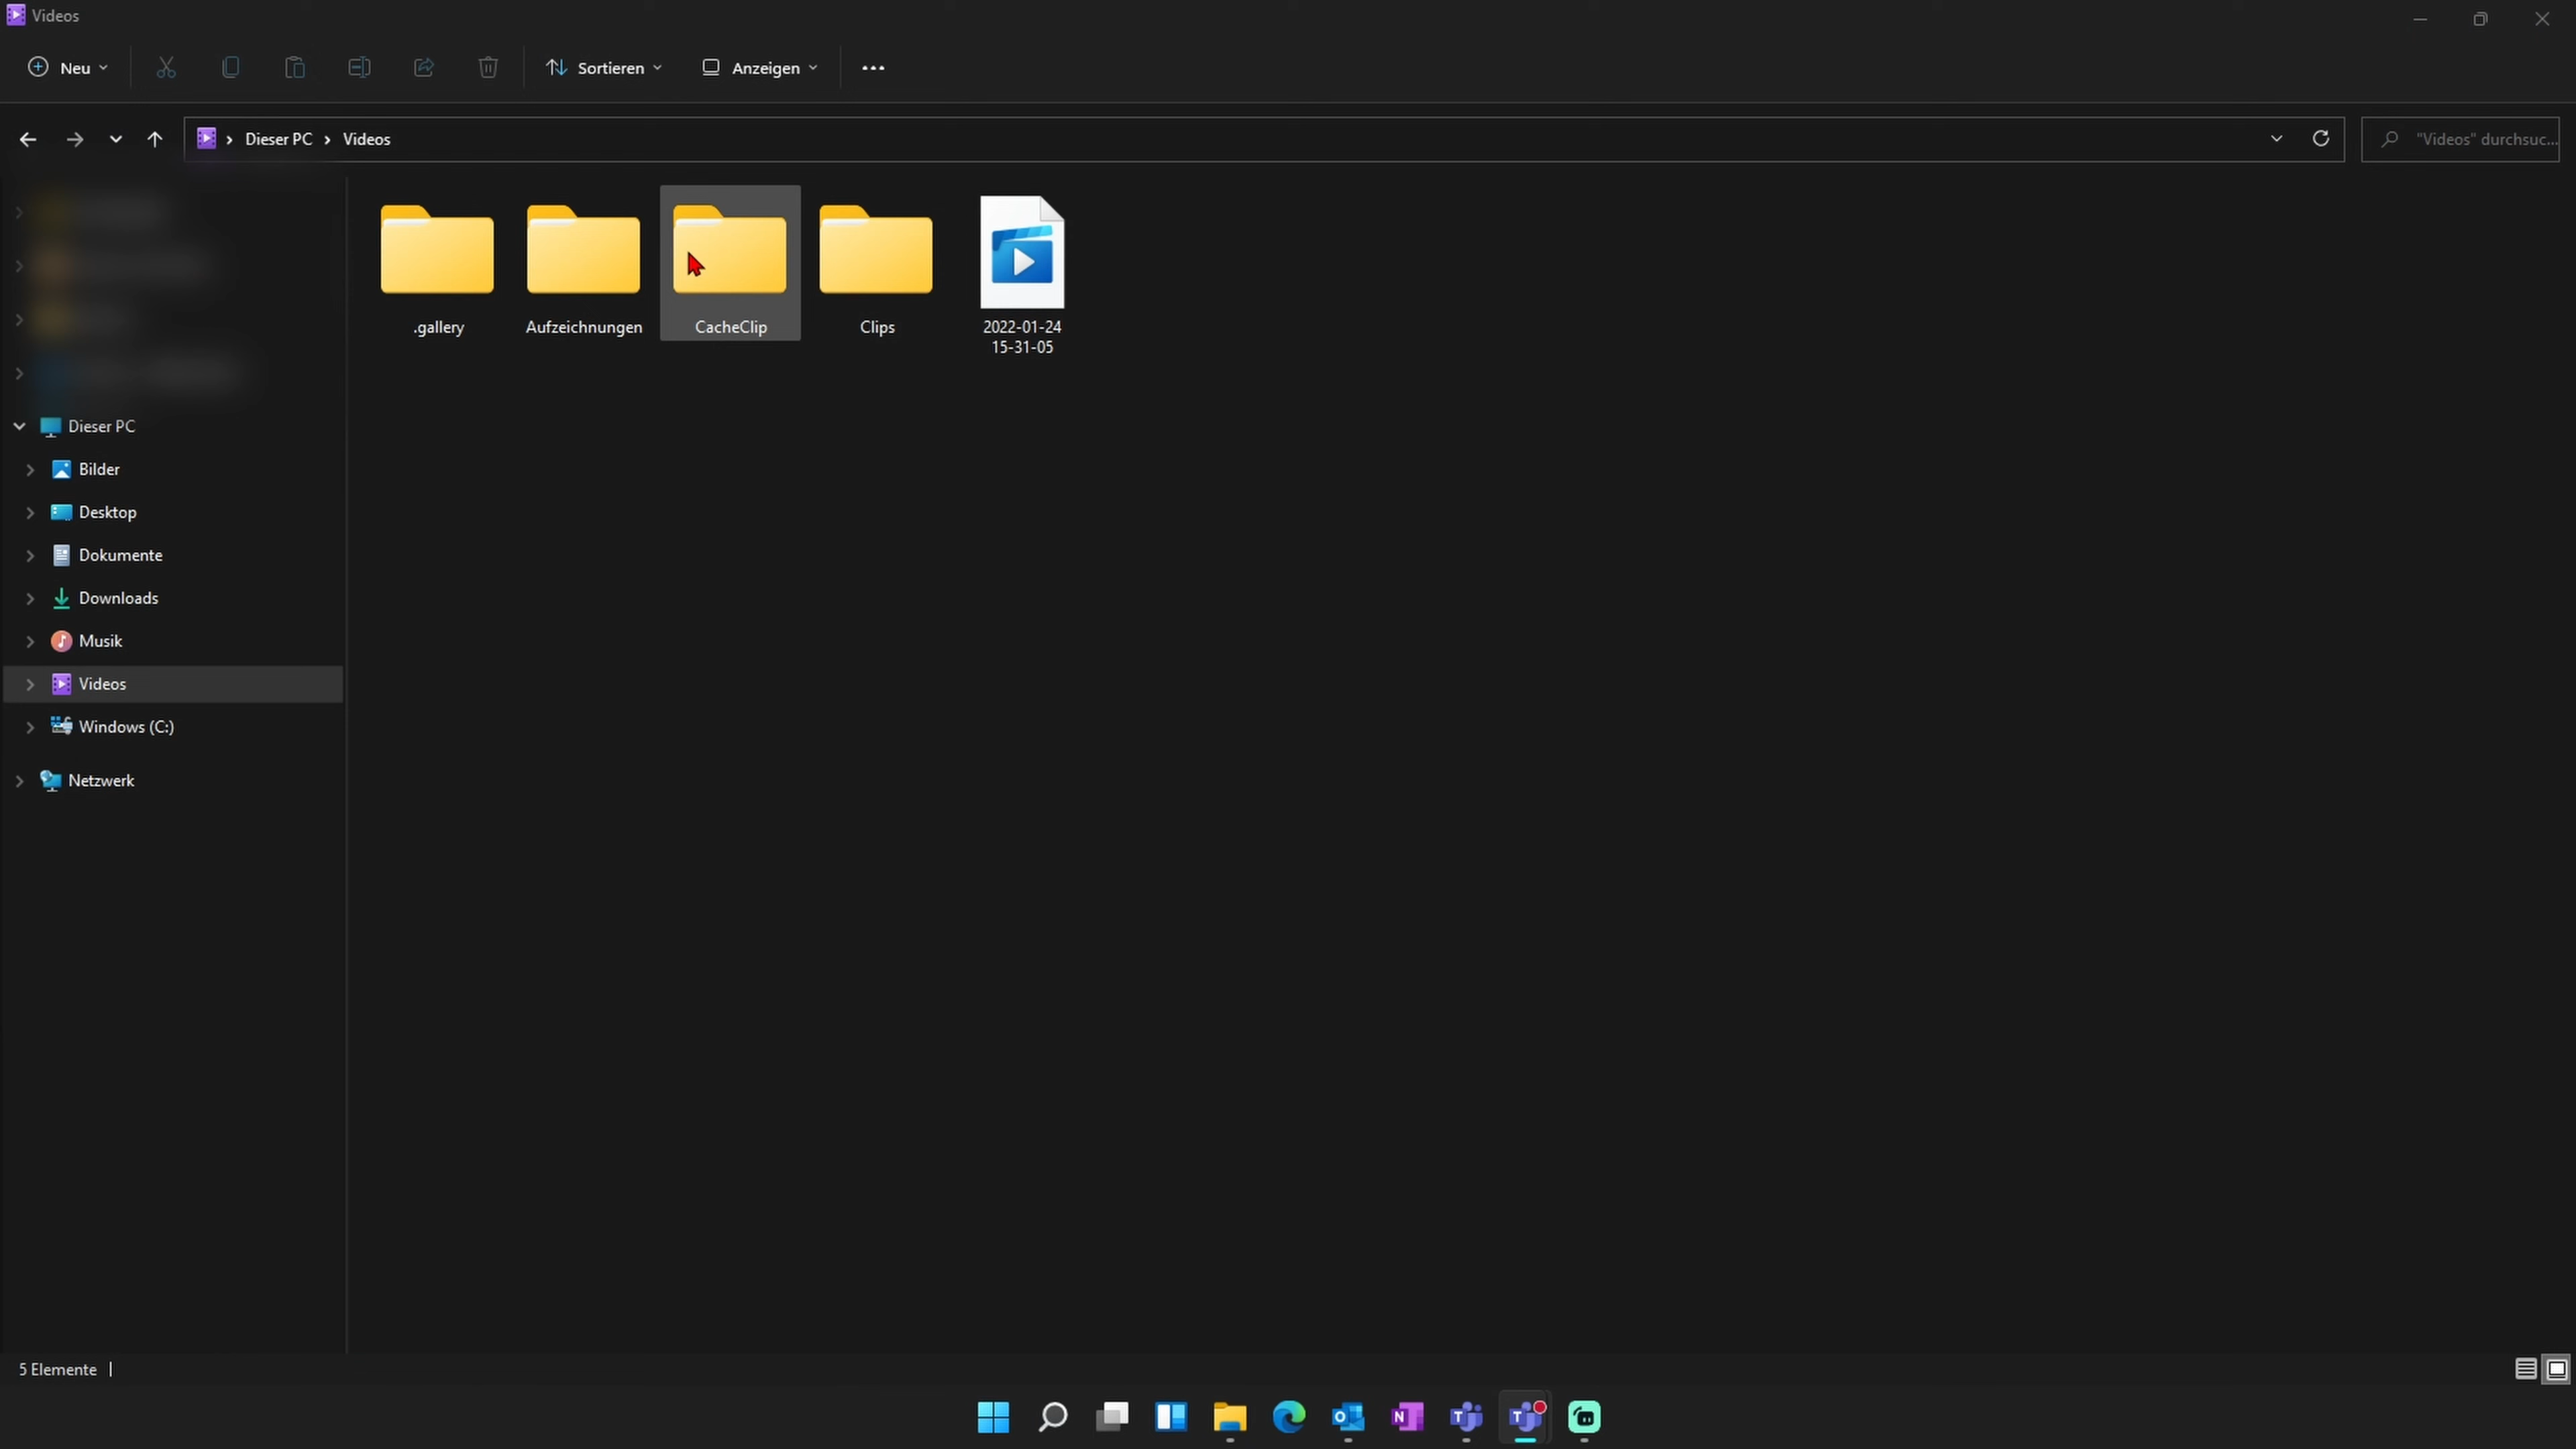 Videos
Neu
Sortieren
Anzeigen
Dieser PC
Videos
"Videos" durchsuc...
.gallery
Aufzeichnungen
CacheClip
Clips
2022-01-24
15-31-05
Dieser PC
Bilder
Desktop
Dokumente
Downloads
Musik
Videos
Windows (C:)
Netzwerk
5 Elemente